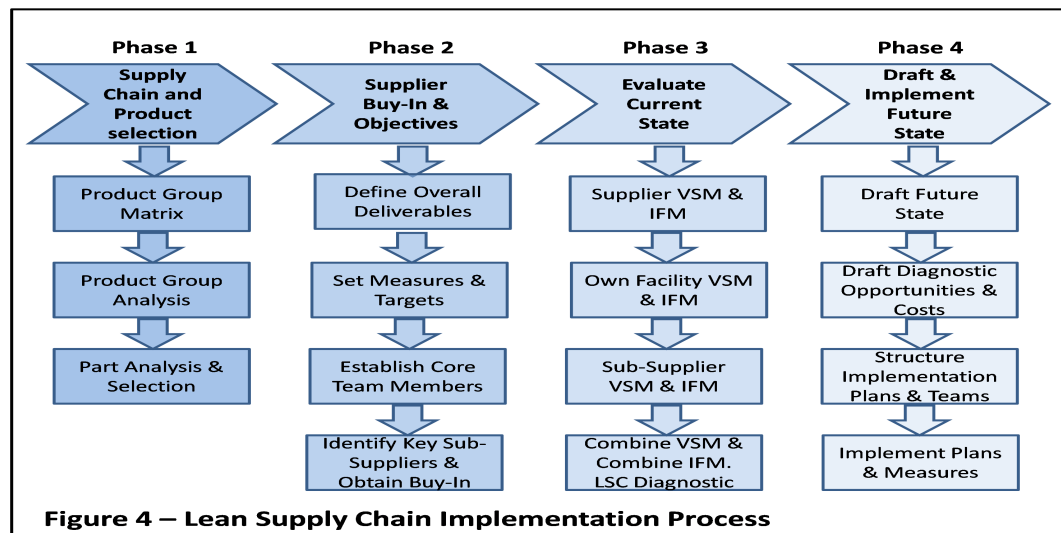 Phase 1
Supply
Chain and
Product
selection
Product Group
Matrix
Product Group
Analysis
Part Analysis &
Selection
Phase 2
Supplier
Buy-In &
Objectives
Define Overall
Deliverables
Set Measures &
Targets
Establish Core
Team Members
Identify Key Sub-
Suppliers &
Obtain Buy-In
Phase 3
Evaluate
Current
State
Supplier VSM &
IFM
Own Facility VSM
& IFM
Sub-Supplier
VSM & IFM
Combine VSM &
Combine IFM.
LSC Diagnostic
Phase 4
Draft &
Implement
Future
State
Draft Future
State
Draft Diagnostic
Opportunities &
Costs
Structure
Implementation
Plans & Teams
Implement Plans
& Measures
Figure 4 – Lean Supply Chain Implementation Process